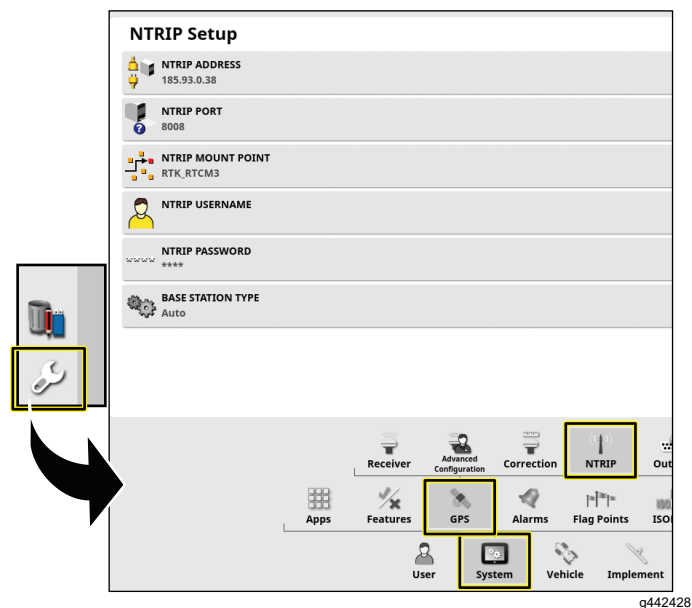 NTRIP Setup
NTRIP ADDRESS
185.93.0.38
NTRIP PORT
8008
NTRIP MOUNT POINT
RTK_RTCM3
NTRIP USERNAME
NTRIP PASSWORD
****
BASE STATION TYPE
Auto
Receiver
Advanced
Configuration
Correction
NTRIP
Out
Apps
Features
GPS
Alarms
Flag Points
ISO
User
System
Vehicle
Implement
g442428